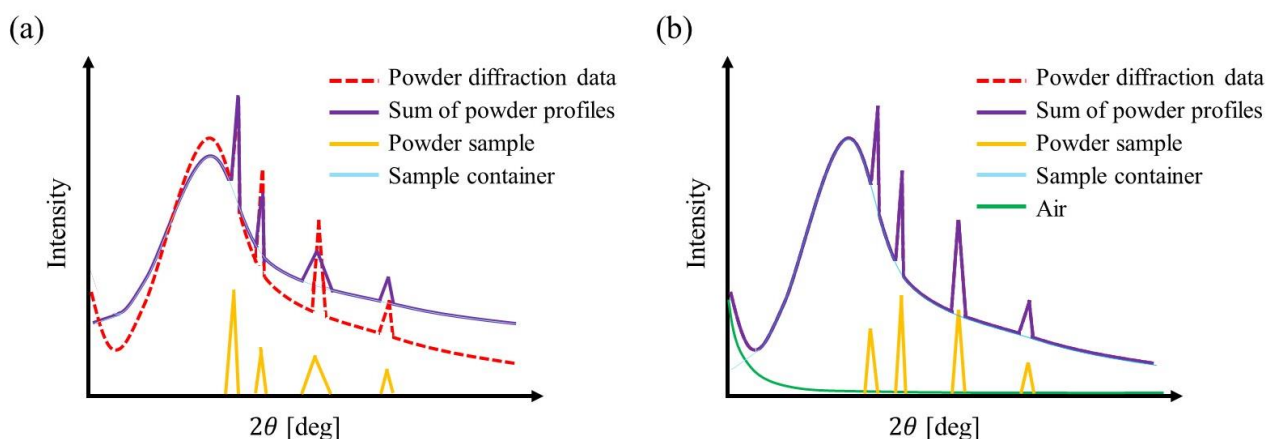 (a)
Powder diffraction data
Sum of powder profiles
Powder sample
Sample container
Intensity
2θ [deg]
(b)
Powder diffraction data
Sum of powder profiles
Powder sample
Sample container
Air
Intensity
2θ [deg]